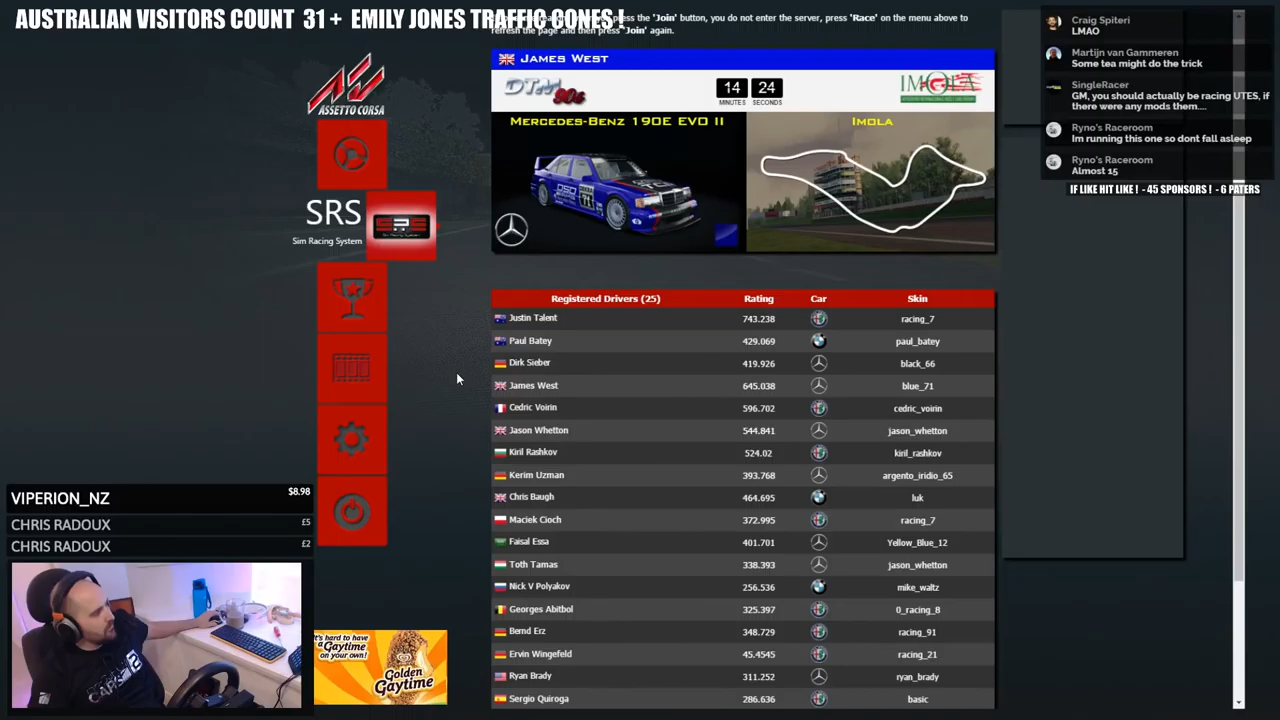 AUSTRALIAN VISITORS COUNT 31 + EMILY JONES TRAFFIC CONES !
press the 'Join' button, you do not enter the server, press 'Race' on the menu above to
refresh the page and then press 'Join' again.
ASSETTO CORSA
SRS
Sim Racing System
JAMES WEST
DTM 90s
14
MINUTES
24
SECONDS
IMOLA
MERCEDES-BENZ 190E EVO II
IMOLA
Registered Drivers (25) Rating Car Skin
Justin Talent 743.238 racing_7
Paul Batey 429.069 paul_batey
Dirk Sieber 419.926 black_66
James West 645.038 blue_71
Cedric Voirin 596.702 cedric_voirin
Jason Whetton 544.841 jason_whetton
Kiril Rashkov 524.02 kiril_rashkov
Kerim Uzman 393.768 argento_iridio_65
Chris Baugh 464.695 luk
Maciek Cioch 372.995 racing_7
Faisal Essa 401.701 Yellow_Blue_12
Toth Tamas 338.393 jason_whetton
Nick V Polyakov 256.536 mike_waltz
Georges Abitbol 325.397 0_racing_8
Bernd Erz 348.729 racing_91
Ervin Wingefeld 45.4545 racing_21
Ryan Brady 311.252 ryan_brady
Sergio Quiroga 286.636 basic
Craig Spiteri
LMAO
Martijn van Gammeren
Some tea might do the trick
SingleRacer
GM, you should actually be racing UTES, if
there were any mods them....
Ryno's Raceroom
Im running this one so dont fall asleep
Ryno's Raceroom
Almost 15
IF LIKE HIT LIKE ! - 45 SPONSORS ! - 6 PATERS
VIPERION_NZ $8.98
CHRIS RADOUX £5
CHRIS RADOUX £2
It's hard to have
a Gaytime
on your own!
Golden
Gaytime